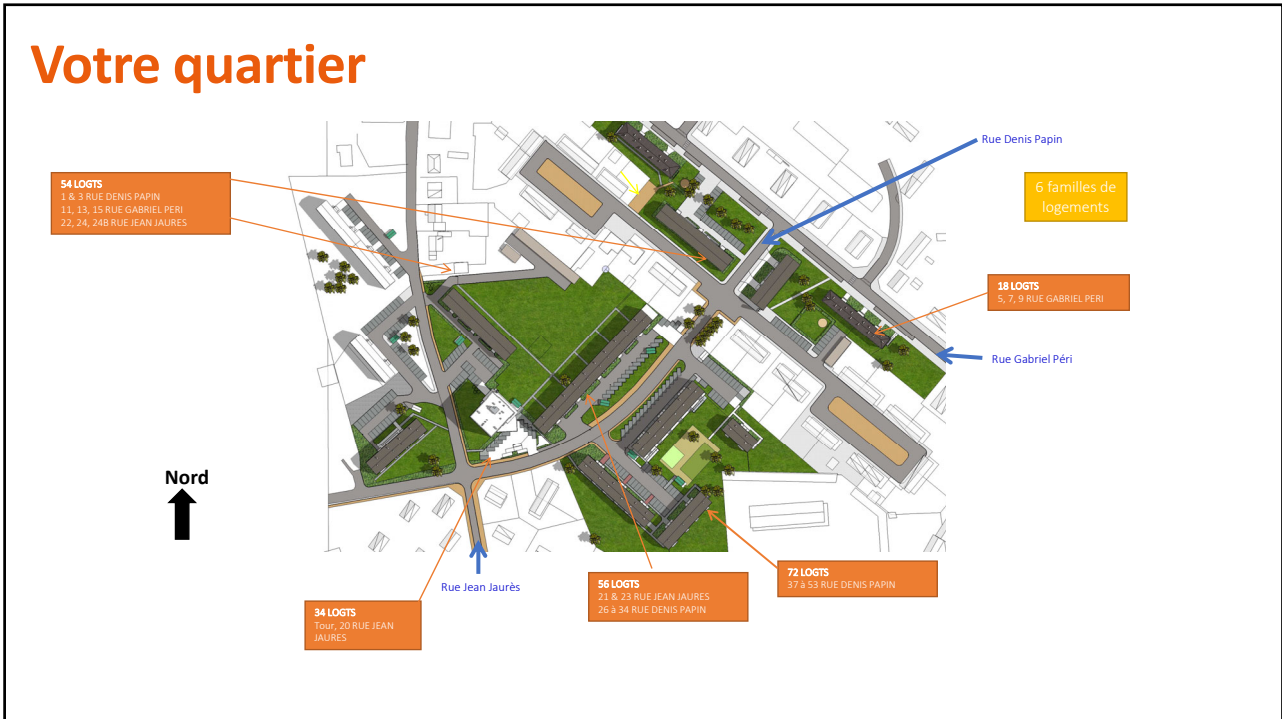 Votre quartier
Rue Denis Papin
54 LOGTS
1 & 3 RUE DENIS PAPIN
11, 13, 15 RUE GABRIEL PERI
22, 24, 24B RUE JEAN JAURES
6 familles de
logements
18 LOGTS
5, 7, 9 RUE GABRIEL PERI
Rue Gabriel Péri
Nord
Rue Jean Jaurès
34 LOGTS
Tour, 20 RUE JEAN
JAURES
56 LOGTS
21 & 23 RUE JEAN JAURES
26 à 34 RUE DENIS PAPIN
72 LOGTS
37 à 53 RUE DENIS PAPIN